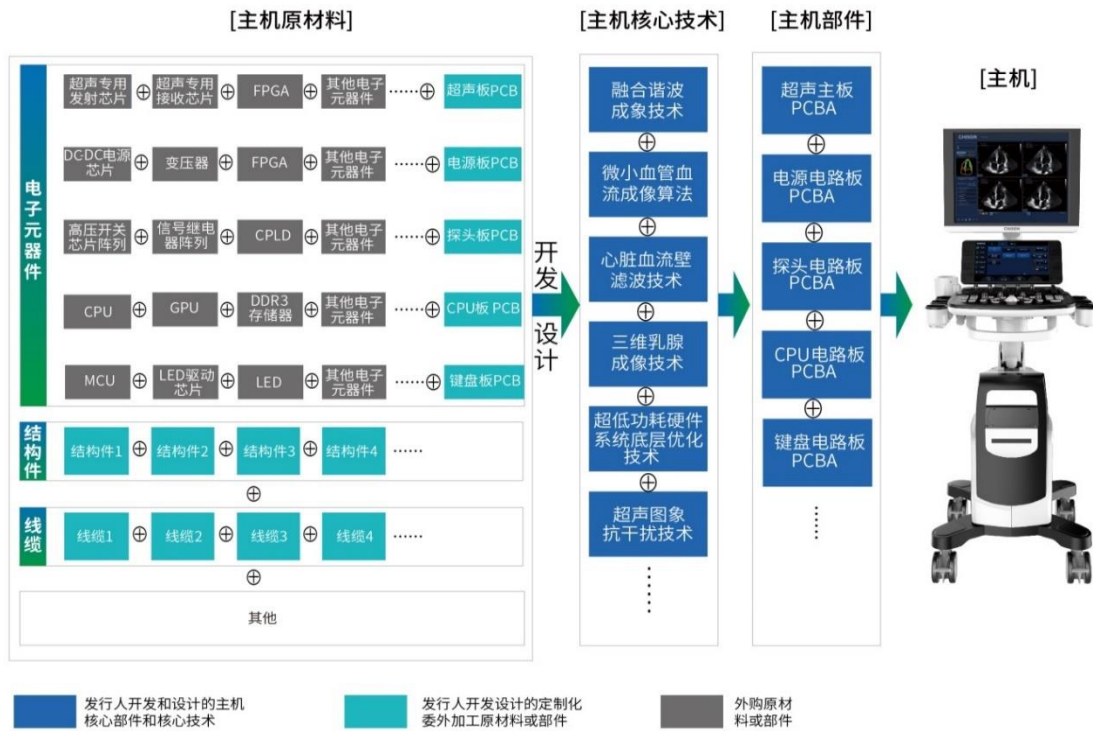 [主机原材料]
[主机核心技术]
[主机部件]
[主机]
电子元器件
超声专用
发射芯片
⊕
超声专用
接收芯片
⊕
FPGA
⊕
其他电子
元器件
……⊕
超声板PCB
DC-DC电源
芯片
⊕
变压器
⊕
FPGA
⊕
其他电子
元器件
……⊕
电源板PCB
高压开关
芯片阵列
⊕
信号继电
器阵列
⊕
CPLD
⊕
其他电子
元器件
……⊕
探头板PCB
CPU
⊕
GPU
⊕
DDR3
存储器
⊕
其他电子
元器件
……⊕
CPU板 PCB
MCU
⊕
LED驱动
芯片
⊕
LED
⊕
其他电子
元器件
……⊕
键盘板PCB
结构件
结构件1
⊕
结构件2
⊕
结构件3
⊕
结构件4
……
⊕
线缆
线缆1
⊕
线缆2
⊕
线缆3
⊕
线缆4
……
⊕
其他
开发设计
融合谐波
成象技术
⊕
微小血管血
流成像算法
⊕
心脏血流壁
滤波技术
⊕
三维乳腺
成像技术
⊕
超低功耗硬件
系统底层优化
技术
⊕
超声图象
抗干扰技术
……
超声主板
PCBA
⊕
电源电路板
PCBA
⊕
探头电路板
PCBA
⊕
CPU电路板
PCBA
⊕
键盘电路板
PCBA
……
发行人开发和设计的主机
核心部件和核心技术
发行人开发设计的定制化
委外加工原材料或部件
外购原材
料或部件